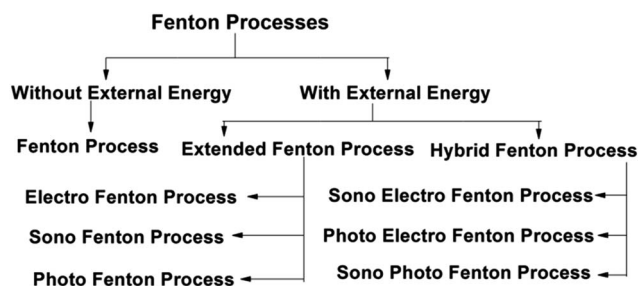 Fenton Processes
Without External Energy
With External Energy
Fenton Process
Extended Fenton Process
Hybrid Fenton Process
Electro Fenton Process
Sono Fenton Process
Photo Fenton Process
Sono Electro Fenton Process
Photo Electro Fenton Process
Sono Photo Fenton Process